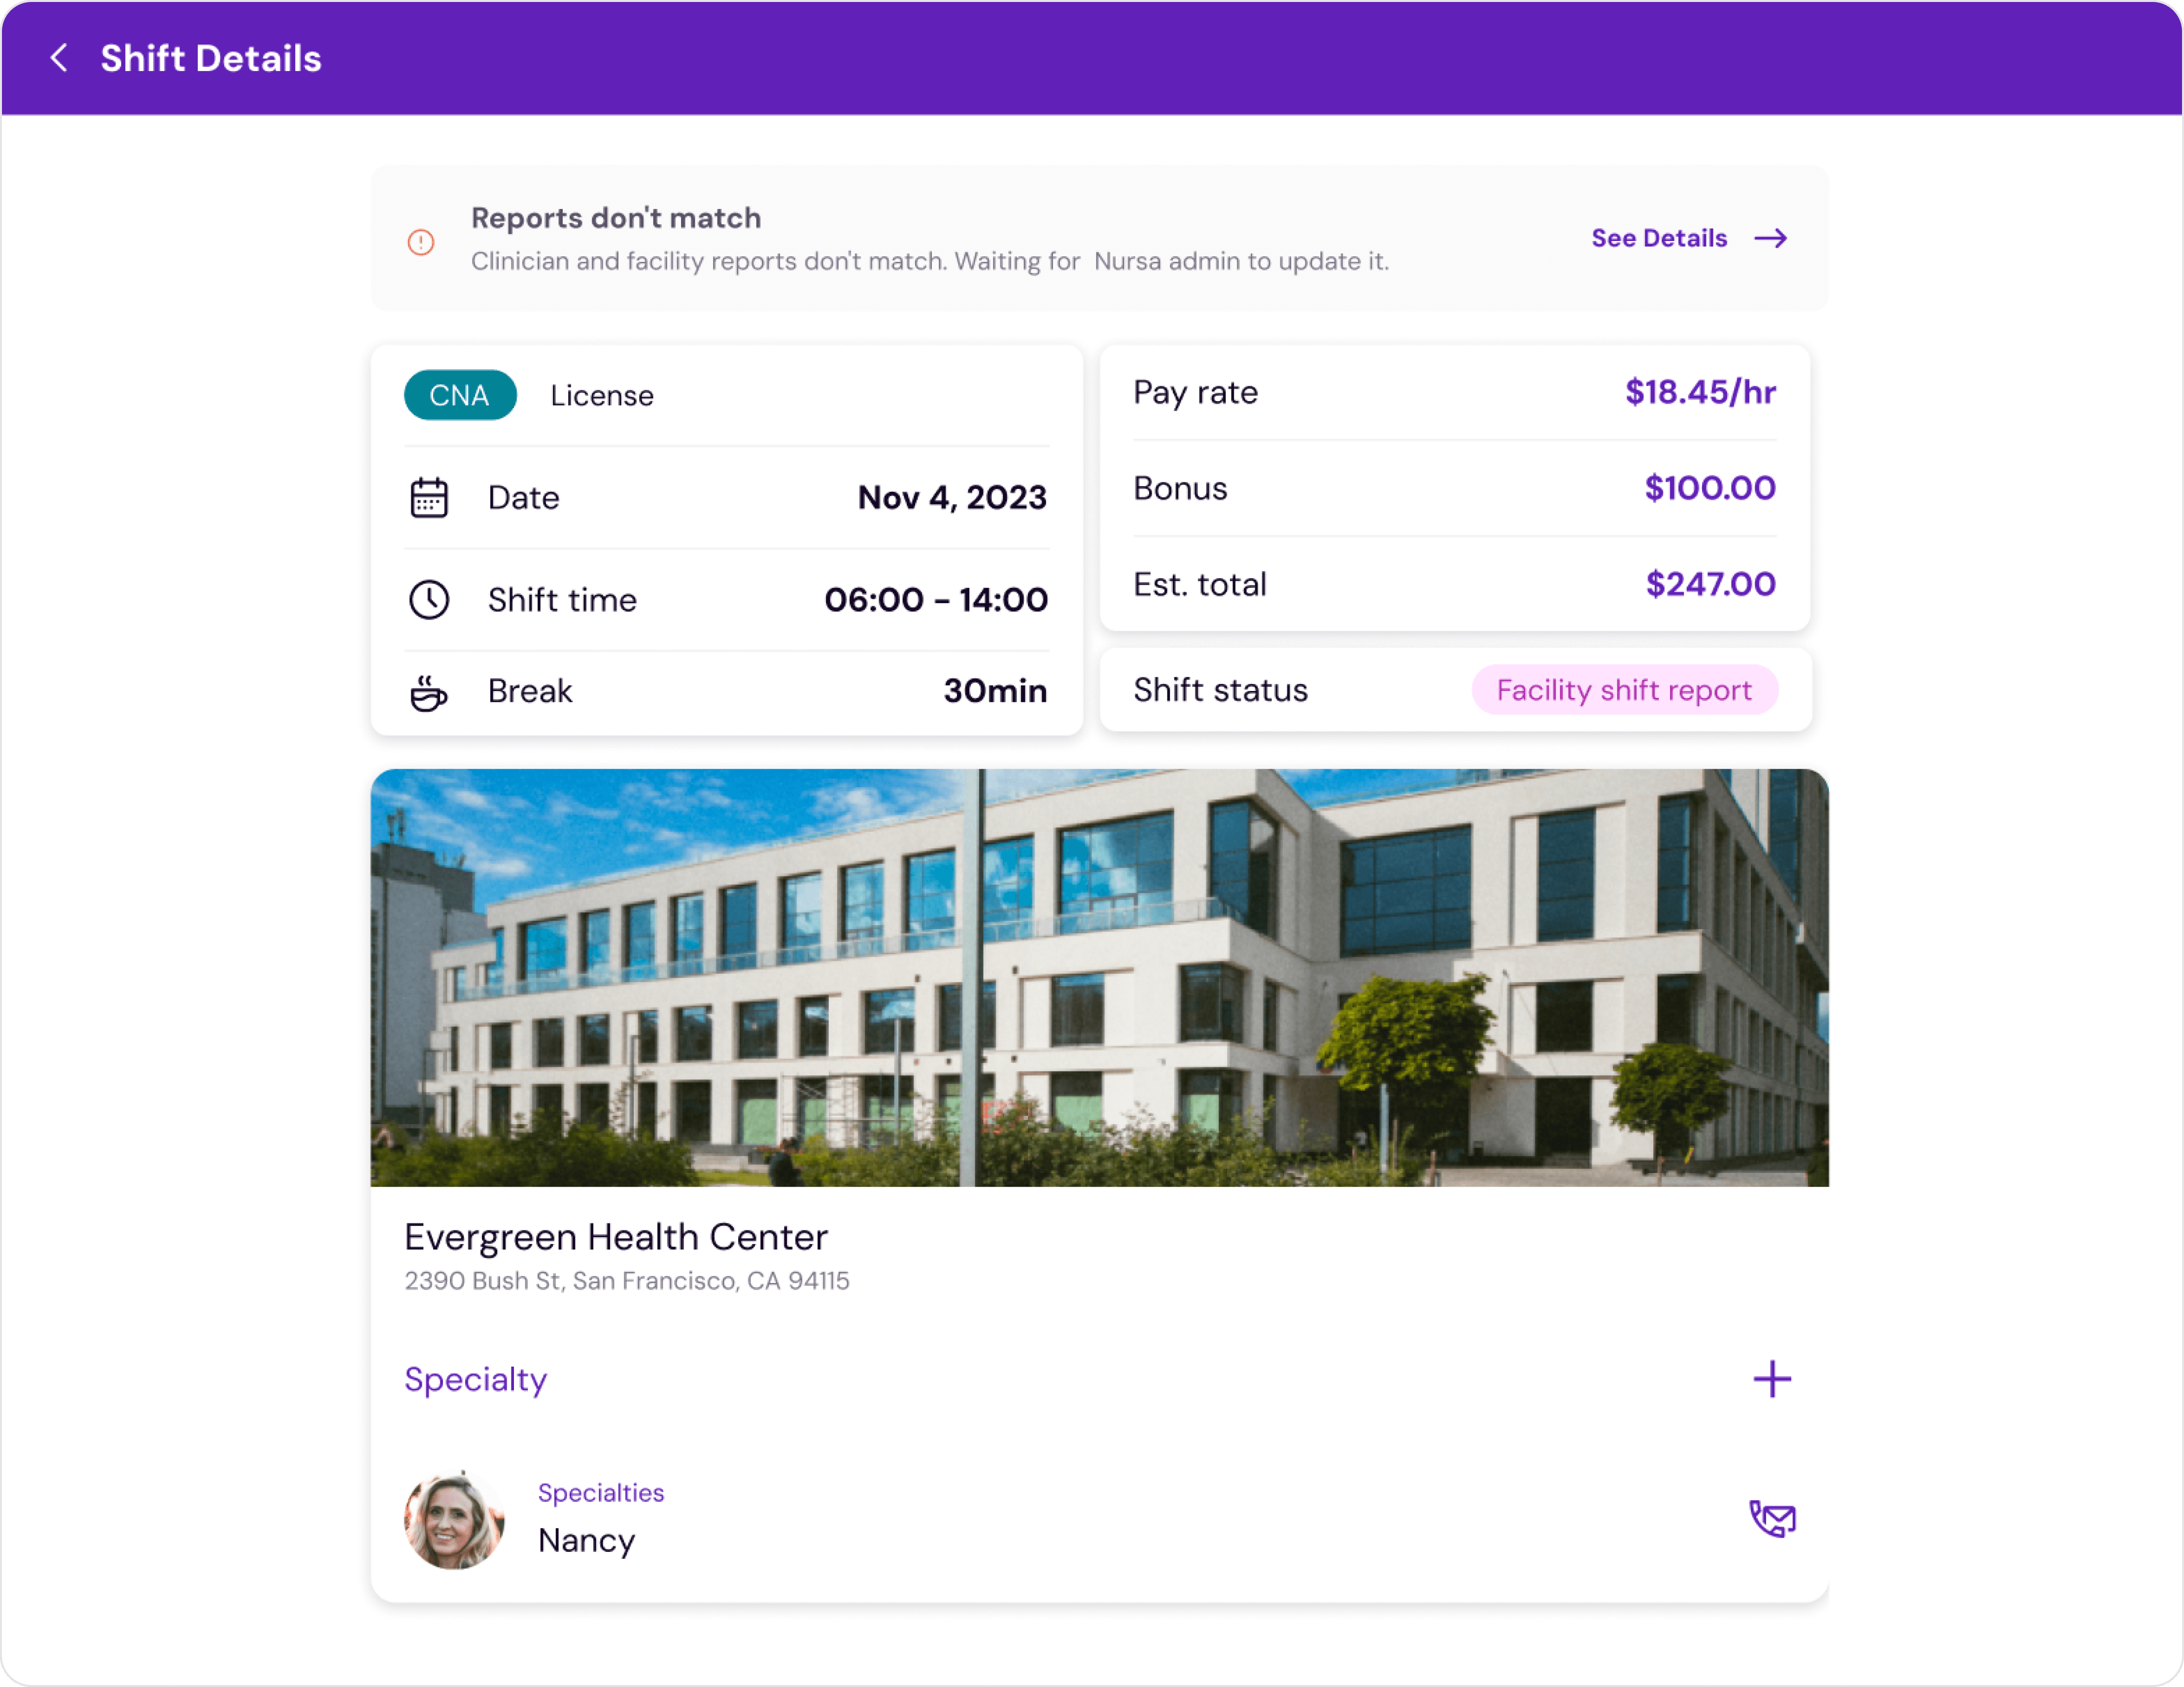 Shift Details
Reports don't match
Clinician and facility reports don't match. Waiting for  Nursa admin to update it.
See Details
CNA License
Date Nov 4, 2023
Shift time 06:00 – 14:00
Break 30min
Pay rate $18.45/hr
Bonus $100.00
Est. total $247.00
Shift status Facility shift report
Evergreen Health Center
2390 Bush St, San Francisco, CA 94115
Specialty
Specialties
Nancy